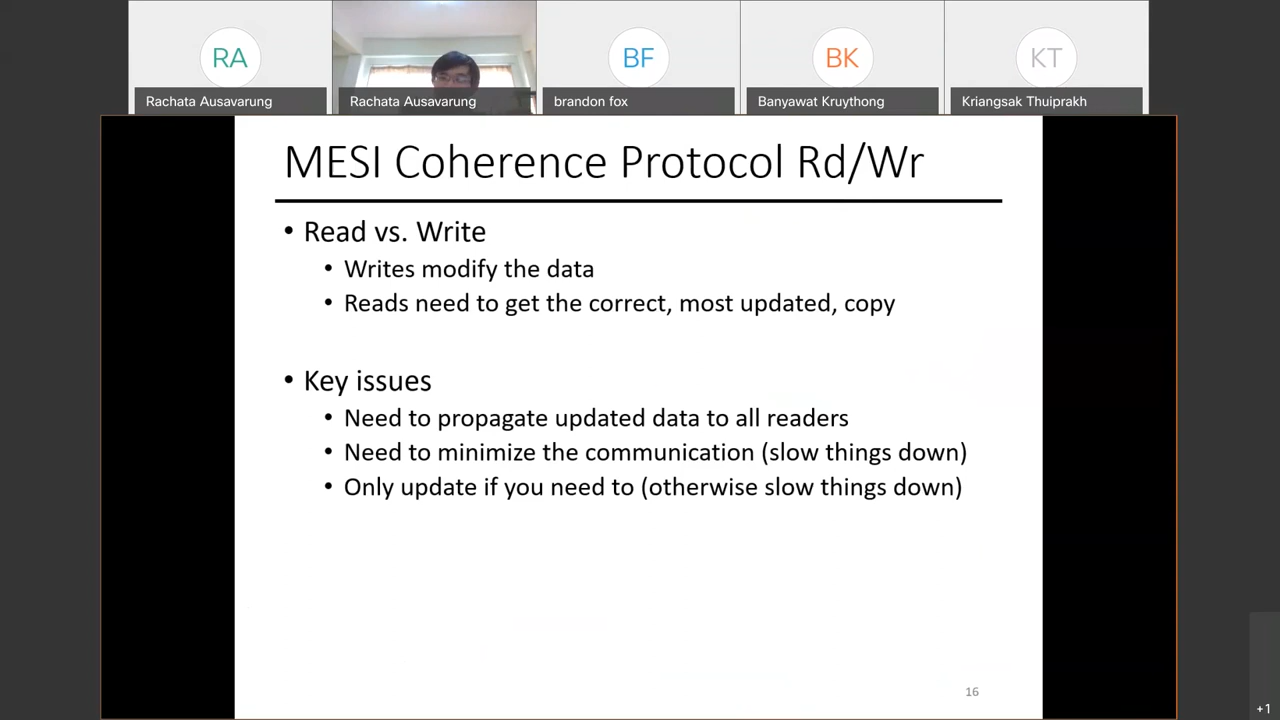 RA
BF
BK
KT
Rachata Ausavarung
Rachata Ausavarung
brandon fox
Banyawat Kruythong
Kriangsak Thuiprakh
MESI Coherence Protocol Rd/Wr
• Read vs. Write
• Writes modify the data
• Reads need to get the correct, most updated, copy
• Key issues
• Need to propagate updated data to all readers
• Need to minimize the communication (slow things down)
• Only update if you need to (otherwise slow things down)
16
+1